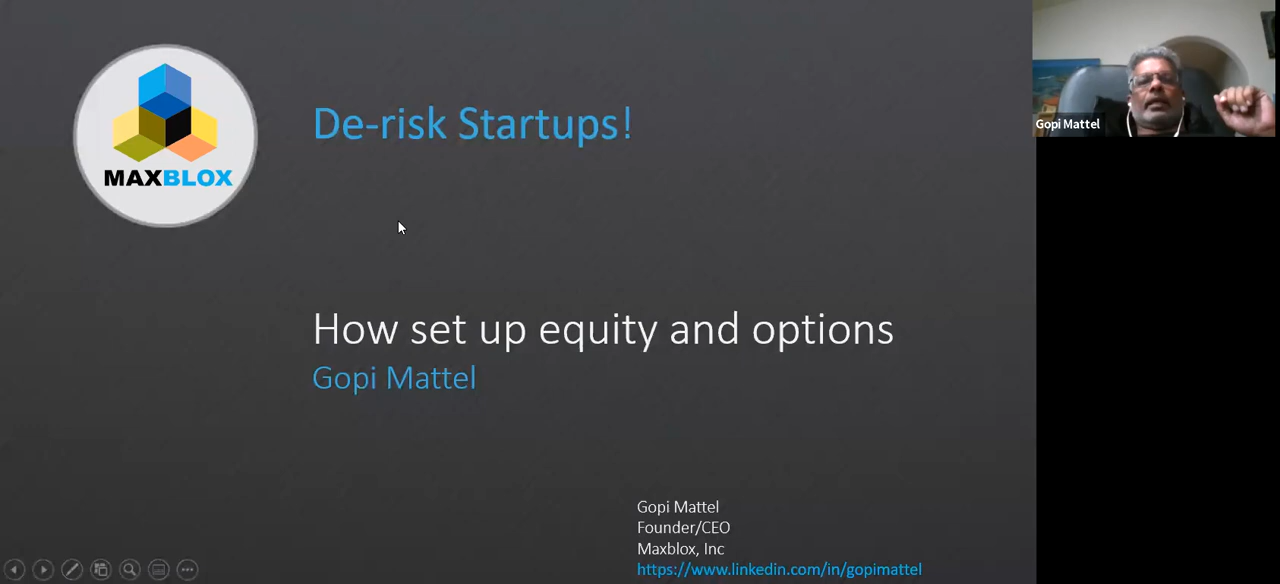 MAXBLOX
De-risk Startups!
How set up equity and options
Gopi Mattel
Gopi Mattel
Founder/CEO
Maxblox, Inc
https://www.linkedin.com/in/gopimattel
Gopi Mattel